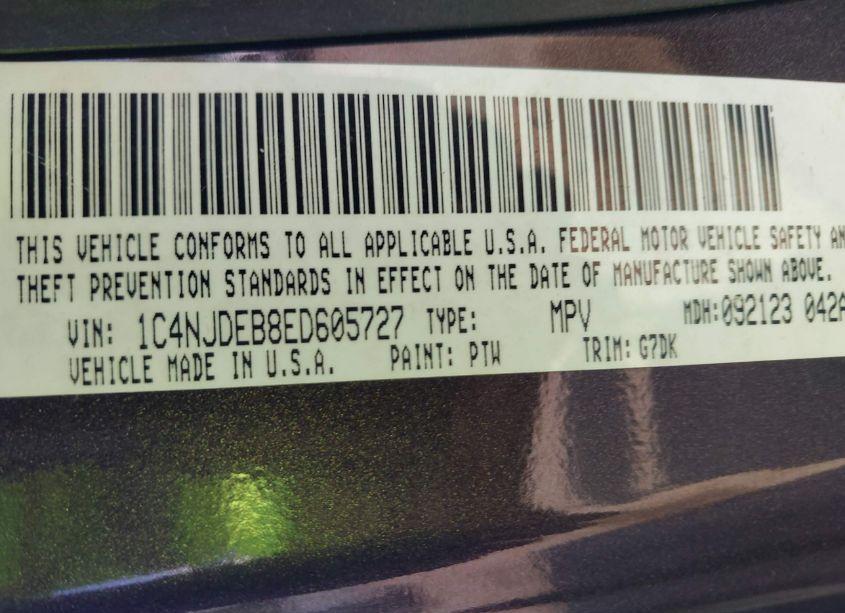 THIS VEHICLE CONFORMS TO ALL APPLICABLE U.S.A. FEDERAL MOTOR VEHICLE SAFETY AN
THEFT PREVENTION STANDARDS IN EFFECT ON THE DATE OF MANUFACTURE SHOWN ABOVE.
VIN: 1C4NJDEB8ED605727 TYPE: MPV MDH:092123 042A
VEHICLE MADE IN U.S.A. PAINT: PTW TRIM: G7DK